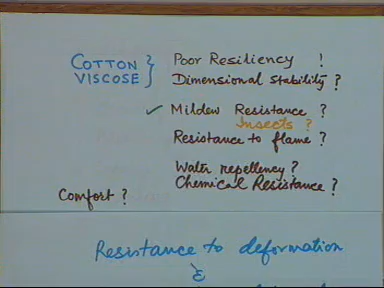 COTTON } Poor Resiliency !
VISCOSE } Dimensional stability ?
✓ Mildew Resistance ?
Insects ?
Resistance to flame ?
Water repellency ?
Chemical Resistance ?
Comfort ?
Resistance to deformation
&